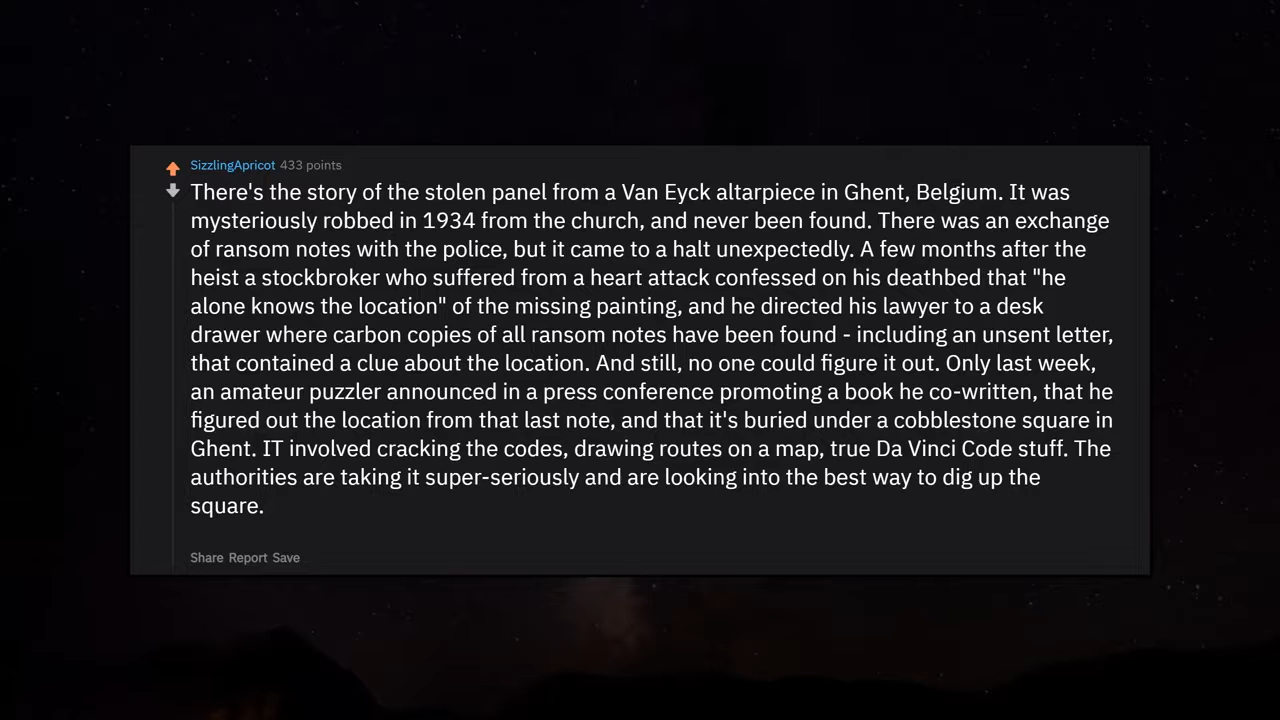 SizzlingApricot 433 points
There's the story of the stolen panel from a Van Eyck altarpiece in Ghent, Belgium. It was
mysteriously robbed in 1934 from the church, and never been found. There was an exchange
of ransom notes with the police, but it came to a halt unexpectedly. A few months after the
heist a stockbroker who suffered from a heart attack confessed on his deathbed that "he
alone knows the location" of the missing painting, and he directed his lawyer to a desk
drawer where carbon copies of all ransom notes have been found - including an unsent letter,
that contained a clue about the location. And still, no one could figure it out. Only last week,
an amateur puzzler announced in a press conference promoting a book he co-written, that he
figured out the location from that last note, and that it's buried under a cobblestone square in
Ghent. IT involved cracking the codes, drawing routes on a map, true Da Vinci Code stuff. The
authorities are taking it super-seriously and are looking into the best way to dig up the
square.
Share Report Save